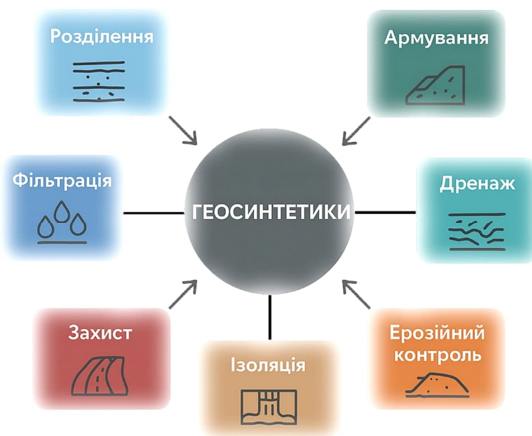 Розділення
Армування
Фільтрація
ГЕОСИНТЕТИКИ
Дренаж
Захист
Ізоляція
Ерозійний
контроль